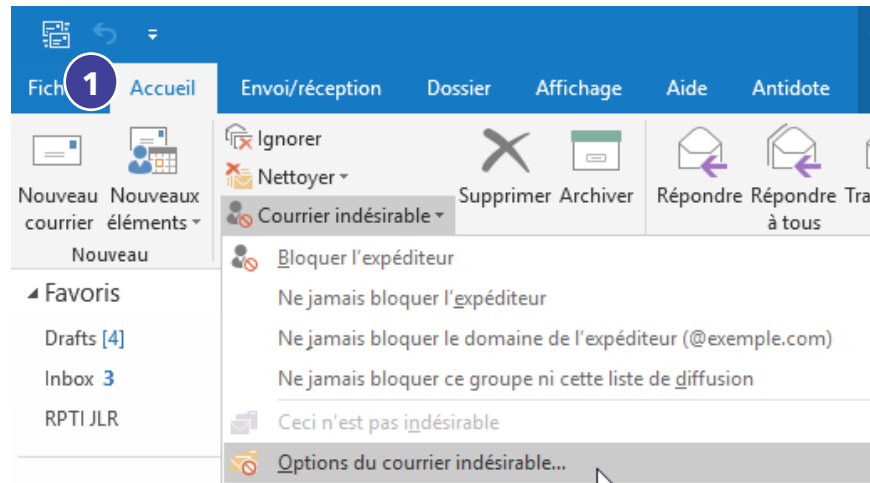 Fich 1 Accueil Envoi/réception Dossier Affichage Aide Antidote
Ignorer
Nettoyer
Nouveau Nouveaux Supprimer Archiver Répondre Répondre Tra
courrier éléments Courrier indésirable à tous
Nouveau
Bloquer l'expéditeur
Favoris
Ne jamais bloquer l'expéditeur
Drafts [4]
Ne jamais bloquer le domaine de l'expéditeur (@exemple.com)
Inbox 3
Ne jamais bloquer ce groupe ni cette liste de diffusion
RPTI JLR
Ceci n'est pas indésirable
Options du courrier indésirable...